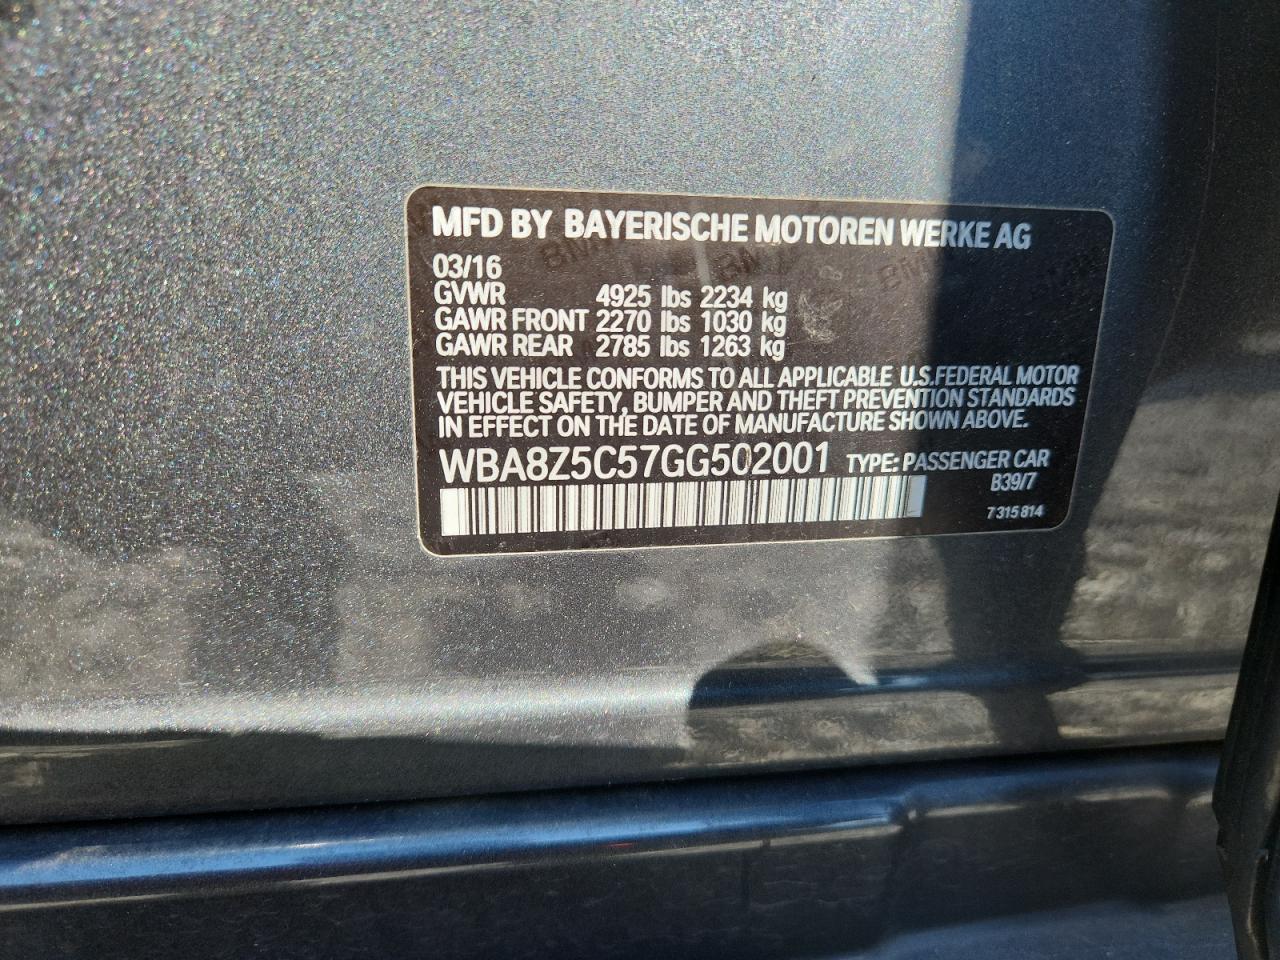 MFD BY BAYERISCHE MOTOREN WERKE AG
03/16
GVWR 4925 lbs 2234 kg
GAWR FRONT 2270 lbs 1030 kg
GAWR REAR 2785 lbs 1263 kg
THIS VEHICLE CONFORMS TO ALL APPLICABLE U.S.FEDERAL MOTOR
VEHICLE SAFETY, BUMPER AND THEFT PREVENTION STANDARDS
IN EFFECT ON THE DATE OF MANUFACTURE SHOWN ABOVE.
WBA8Z5C57GG502001 TYPE: PASSENGER CAR
B39/7
7 315 814